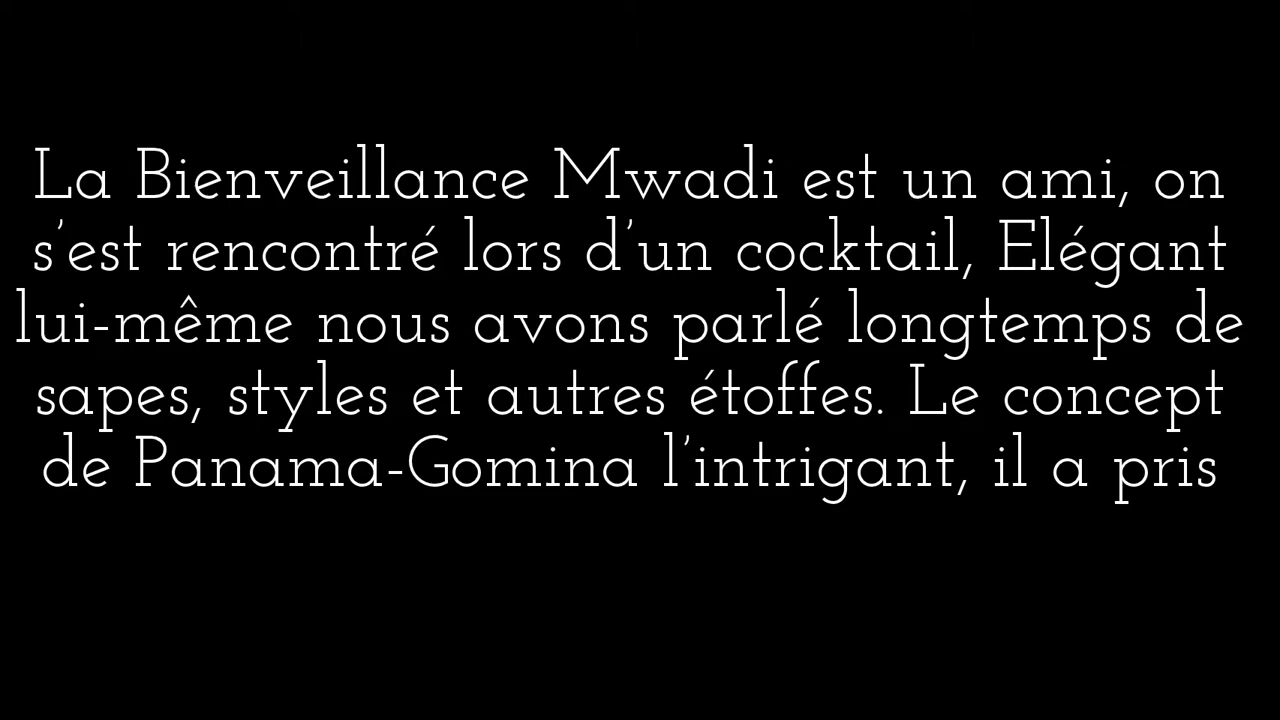 La Bienveillance Mwadi est un ami, on
s'est rencontré lors d'un cocktail, Elégant
lui-même nous avons parlé longtemps de
sapes, styles et autres étoffes. Le concept
de Panama-Gomina l'intrigant, il a pris